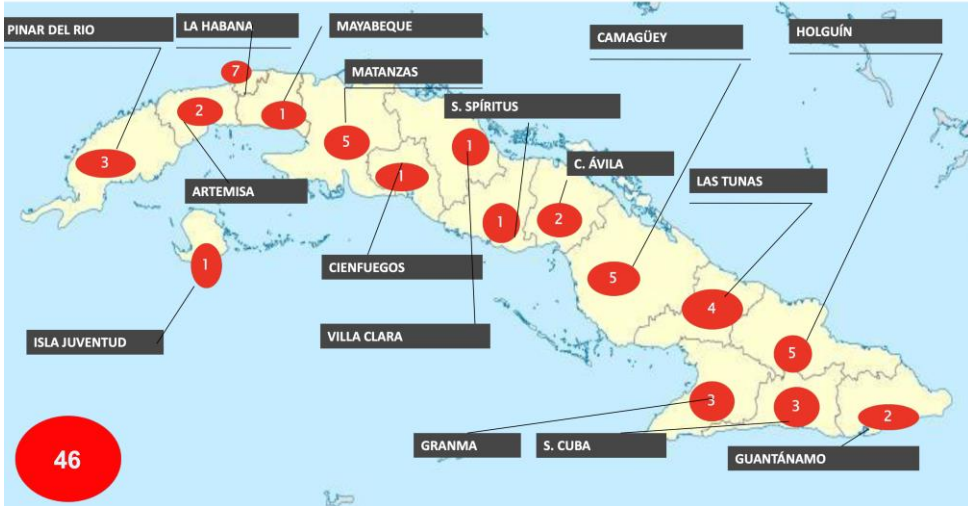 PINAR DEL RIO
LA HABANA
MAYABEQUE
CAMAGÜEY
HOLGUÍN
MATANZAS
7
2
1
S. SPÍRITUS
5
1
3
C. ÁVILA
1
LAS TUNAS
ARTEMISA
1
2
CIENFUEGOS
1
5
4
ISLA JUVENTUD
VILLA CLARA
5
3
3
2
GRANMA
S. CUBA
GUANTÁNAMO
46